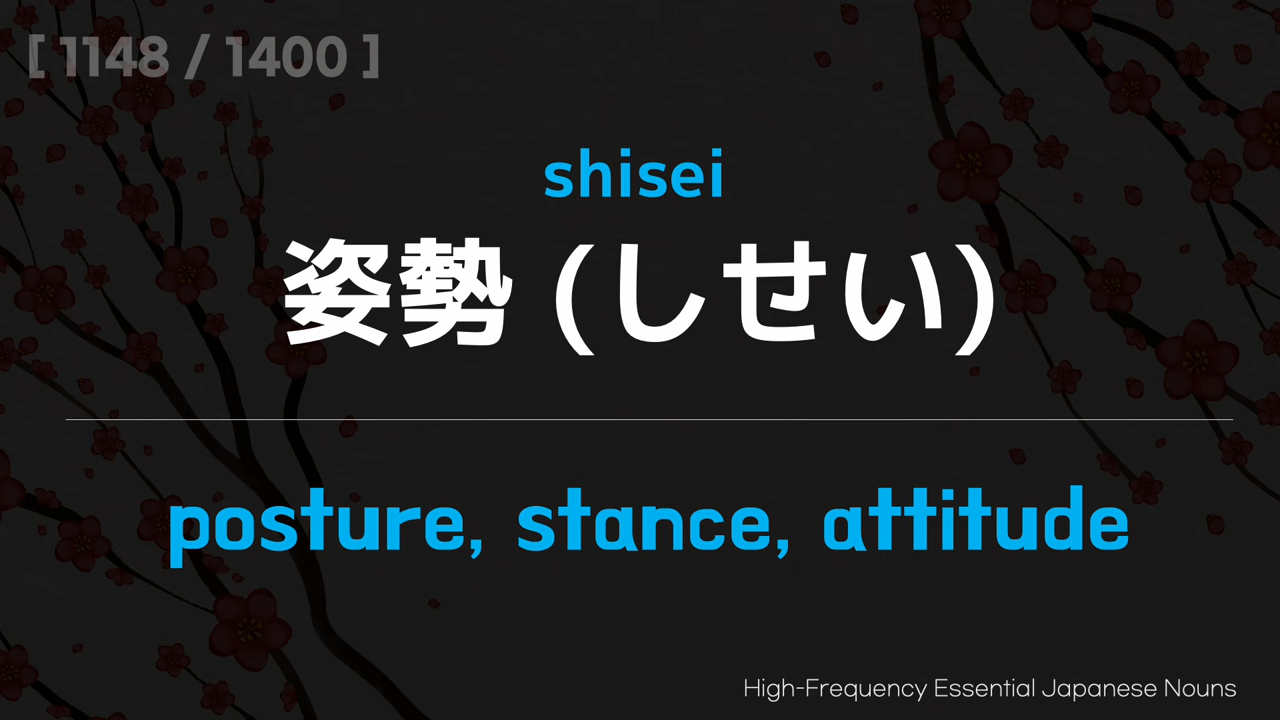 [ 1148 / 1400 ]
shisei
姿勢 (しせい)
posture, stance, attitude
High-Frequency Essential Japanese Nouns